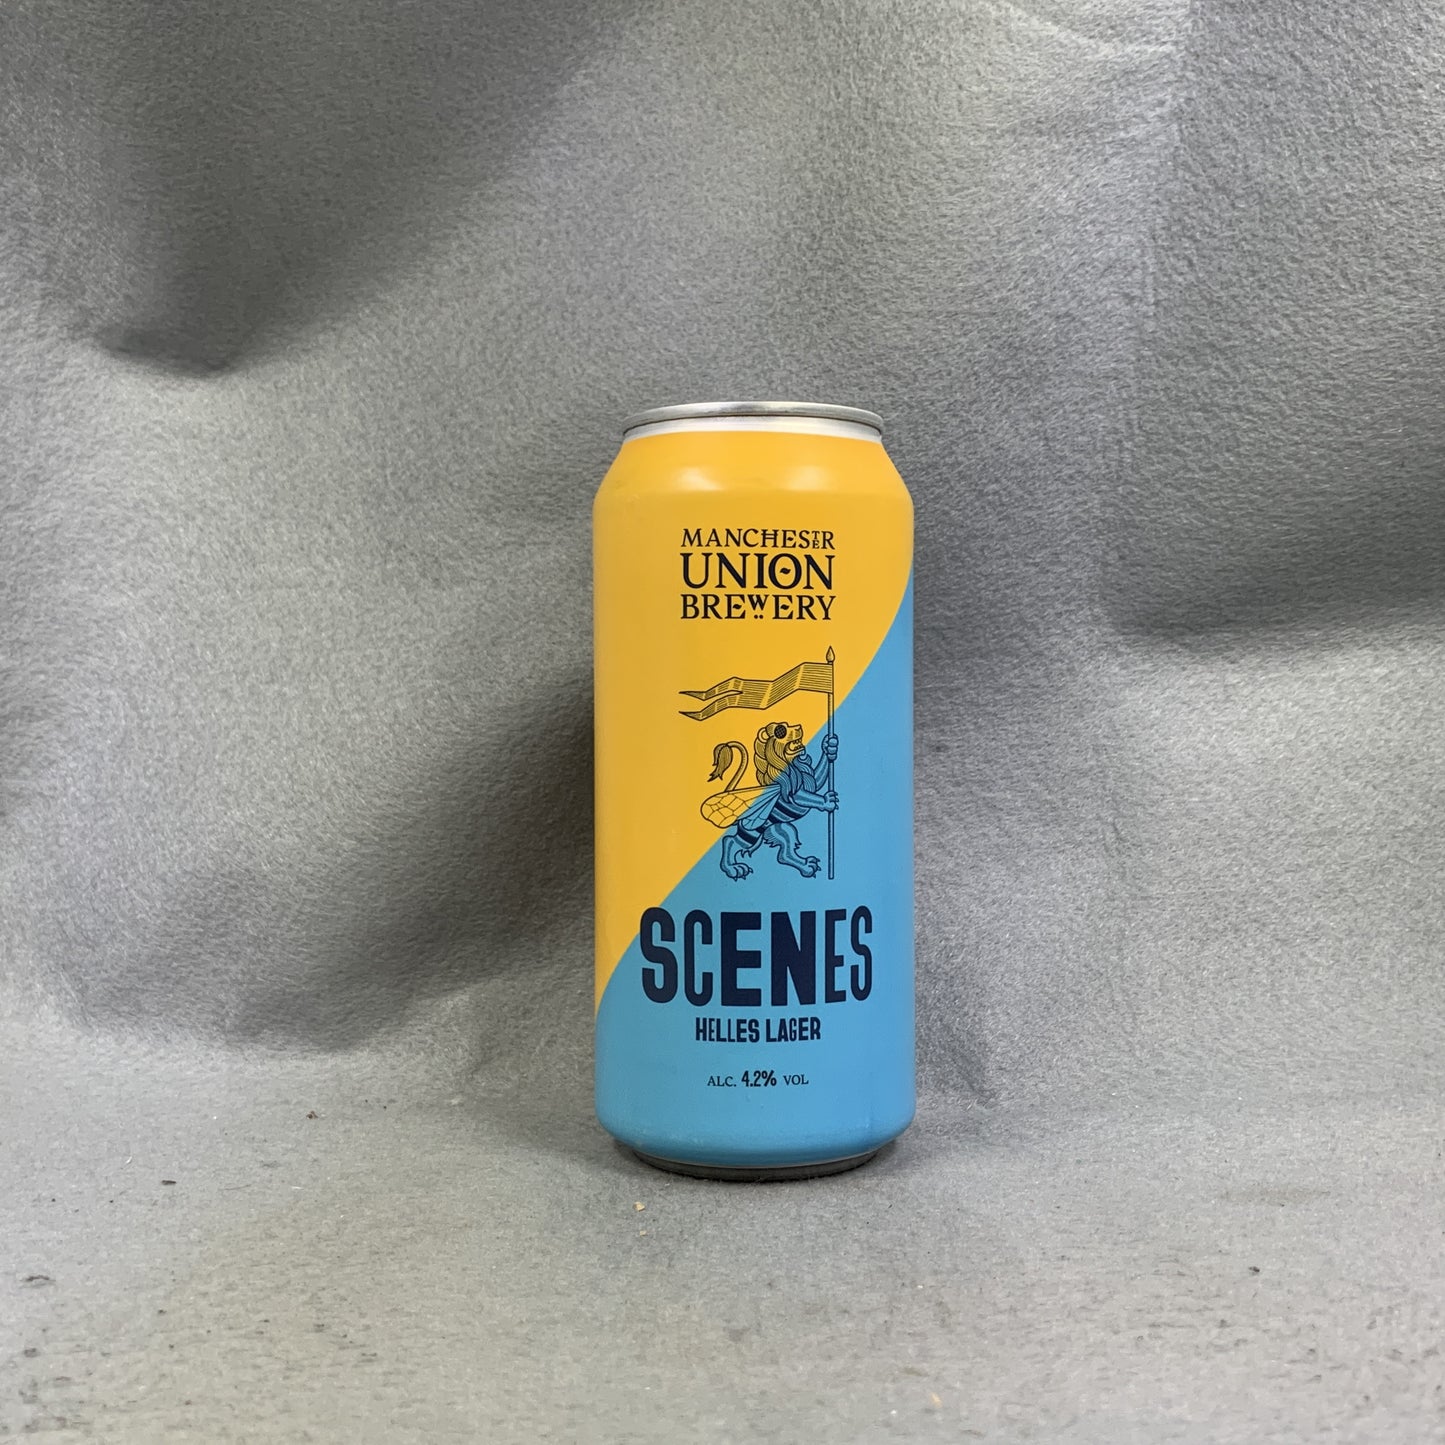 MANCHESTER
UNION
BREWERY
SCENES
HELLES LAGER
ALC. 4.2% VOL